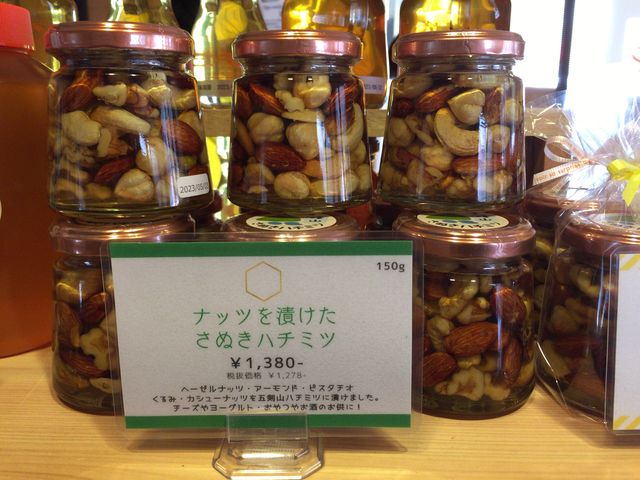 2023/05/0
150g
ナッツを漬けた
さぬきハチミツ
￥1,380-
税抜価格 ￥1,278-
ヘーゼルナッツ・アーモンド・ピスタチオ
くるみ・カシューナッツを五剣山ハチミツに漬けました。
チーズやヨーグルト・おやつやお酒のお供に！